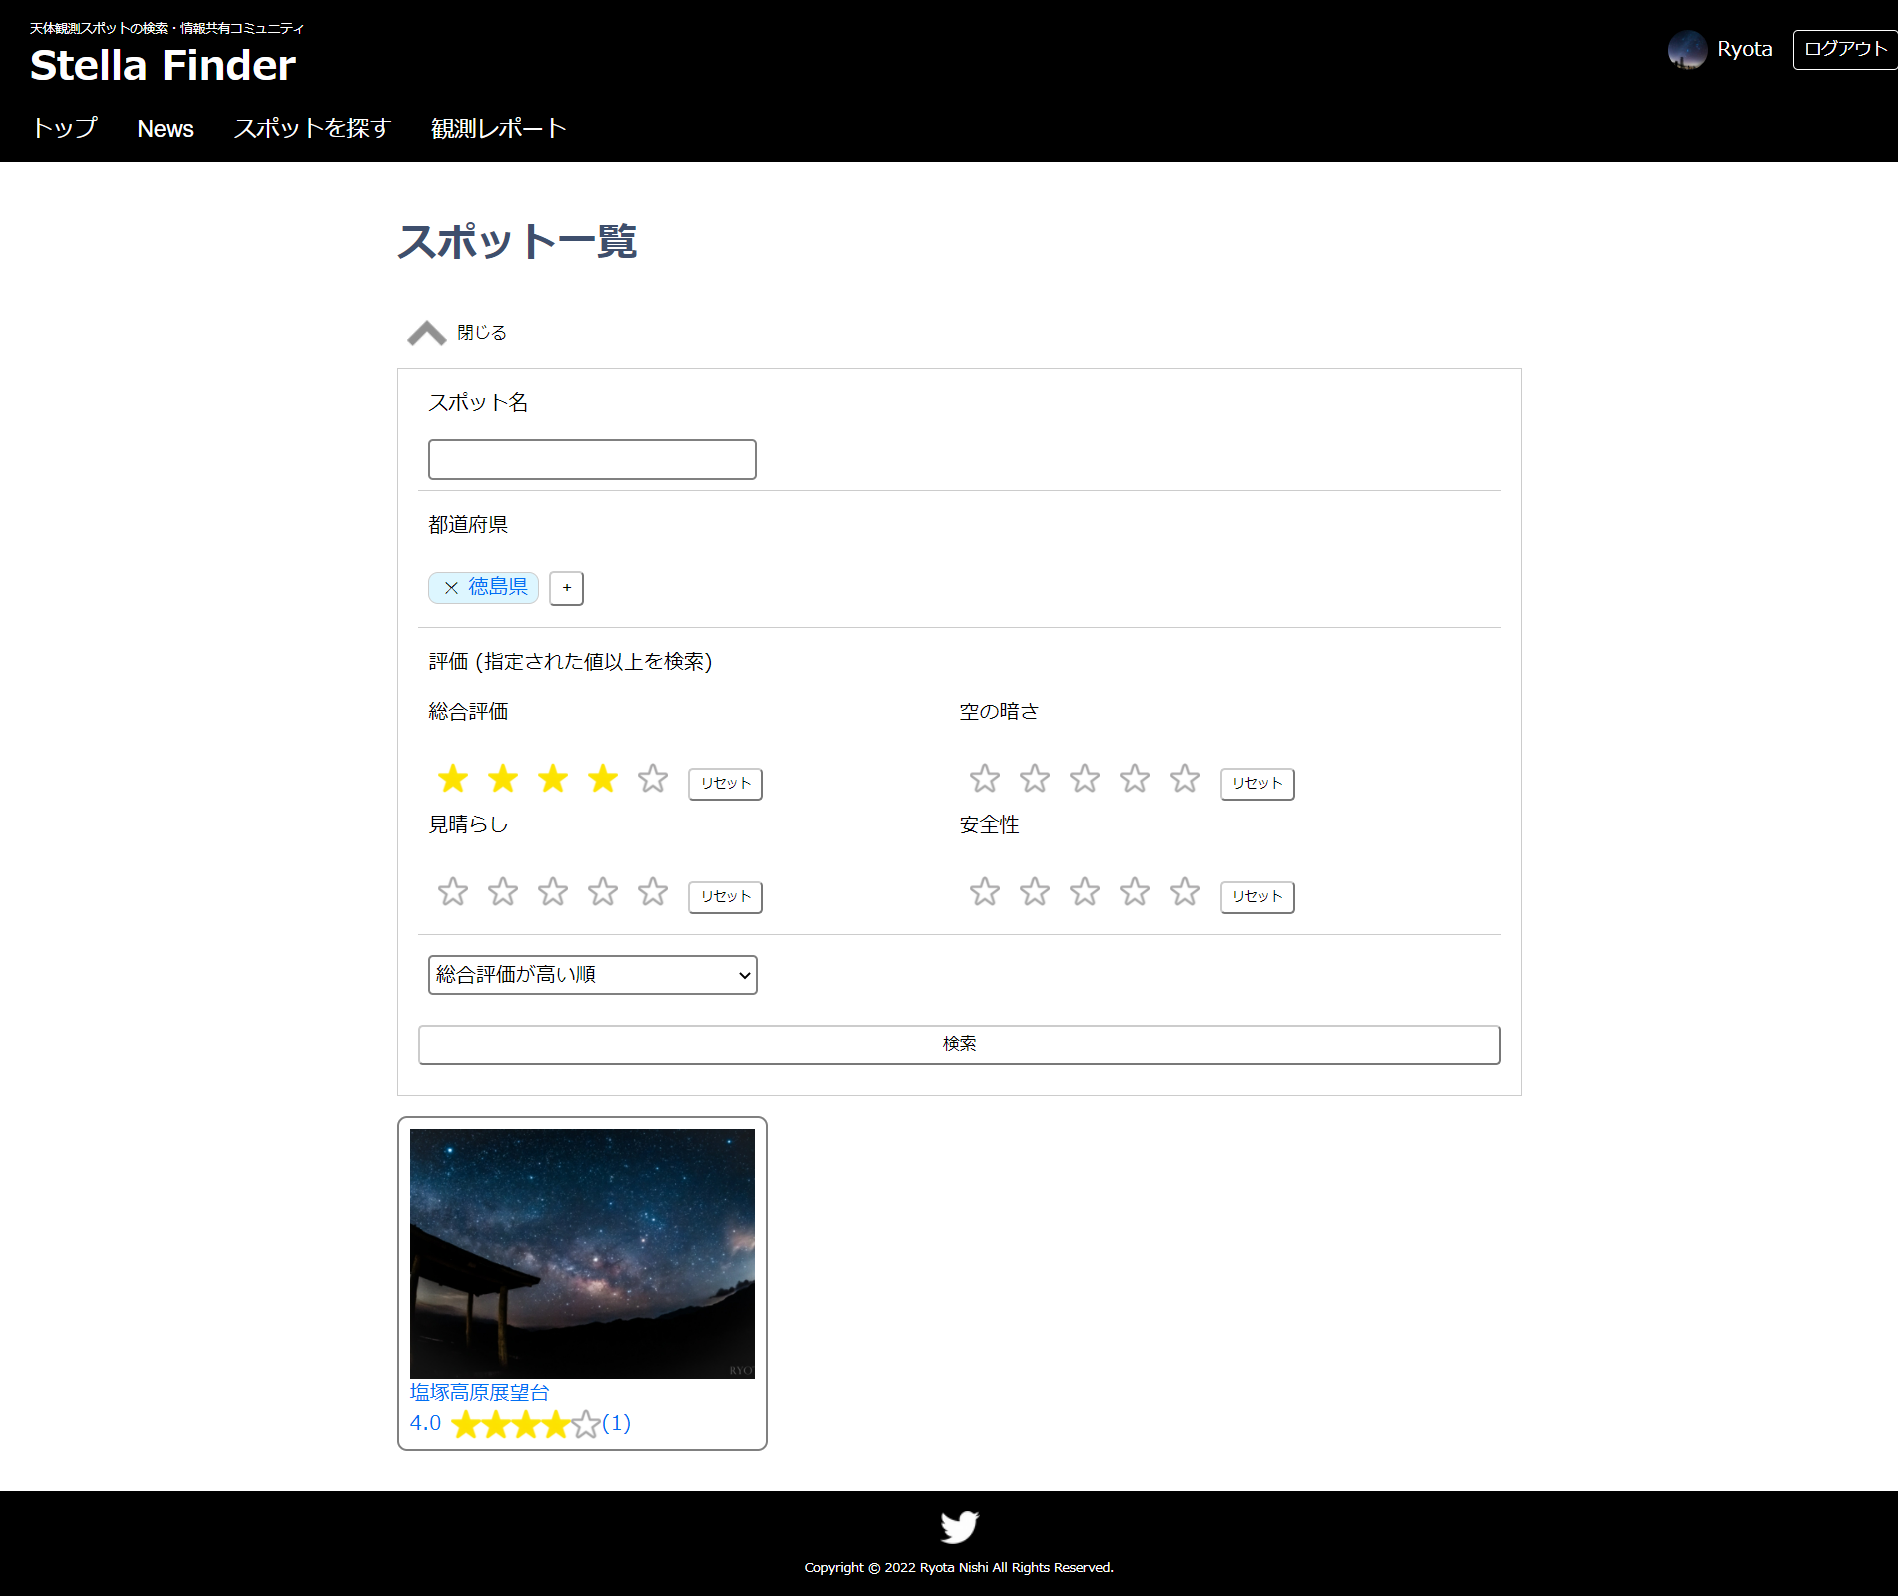 天体観測スポットの検索・情報共有コミュニティ
Stella Finder
Ryota
ログアウト
トップ News スポットを探す 観測レポート
スポット一覧
閉じる
スポット名
都道府県
× 徳島県 +
評価 (指定された値以上を検索)
総合評価
リセット
空の暗さ
リセット
見晴らし
リセット
安全性
リセット
総合評価が高い順
検索
RYO
塩塚高原展望台
4.0 ★★★★☆(1)
Copyright © 2022 Ryota Nishi All Rights Reserved.